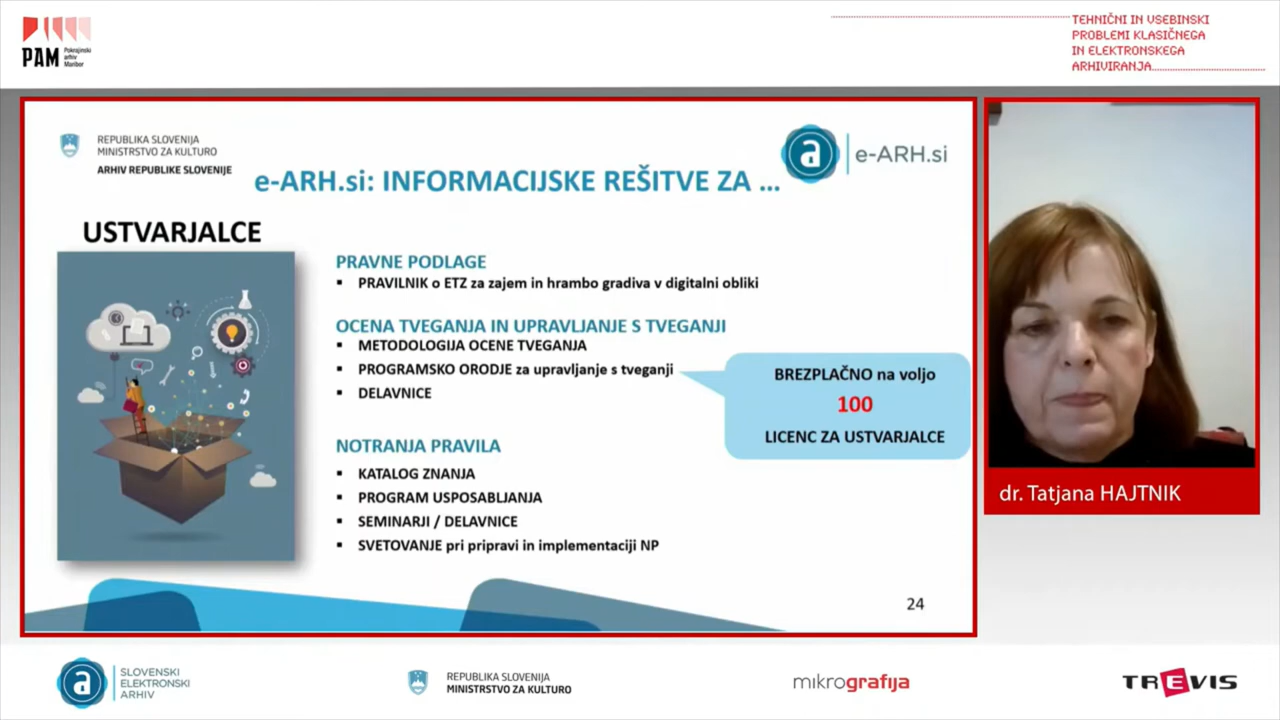 PAM
Pokrajinski
arhiv
Maribor
TEHNIČNI IN VSEBINSKI
PROBLEMI KLASIČNEGA
IN ELEKTRONSKEGA
ARHIVIRANJA
REPUBLIKA SLOVENIJA
MINISTRSTVO ZA KULTURO
ARHIV REPUBLIKE SLOVENIJE
a
e-ARH.si
e-ARH.si: INFORMACIJSKE REŠITVE ZA ...
USTVARJALCE
PRAVNE PODLAGE
▪ PRAVILNIK o ETZ za zajem in hrambo gradiva v digitalni obliki
OCENA TVEGANJA IN UPRAVLJANJE S TVEGANJI
▪ METODOLOGIJA OCENE TVEGANJA
▪ PROGRAMSKO ORODJE za upravljanje s tveganji
▪ DELAVNICE
BREZPLAČNO na voljo
100
LICENC ZA USTVARJALCE
NOTRANJA PRAVILA
▪ KATALOG ZNANJA
▪ PROGRAM USPOSABLJANJA
▪ SEMINARJI / DELAVNICE
▪ SVETOVANJE pri pripravi in implementaciji NP
24
dr. Tatjana HAJTNIK
a
SLOVENSKI
ELEKTRONSKI
ARHIV
REPUBLIKA SLOVENIJA
MINISTRSTVO ZA KULTURO
mikrografija
TREVIS